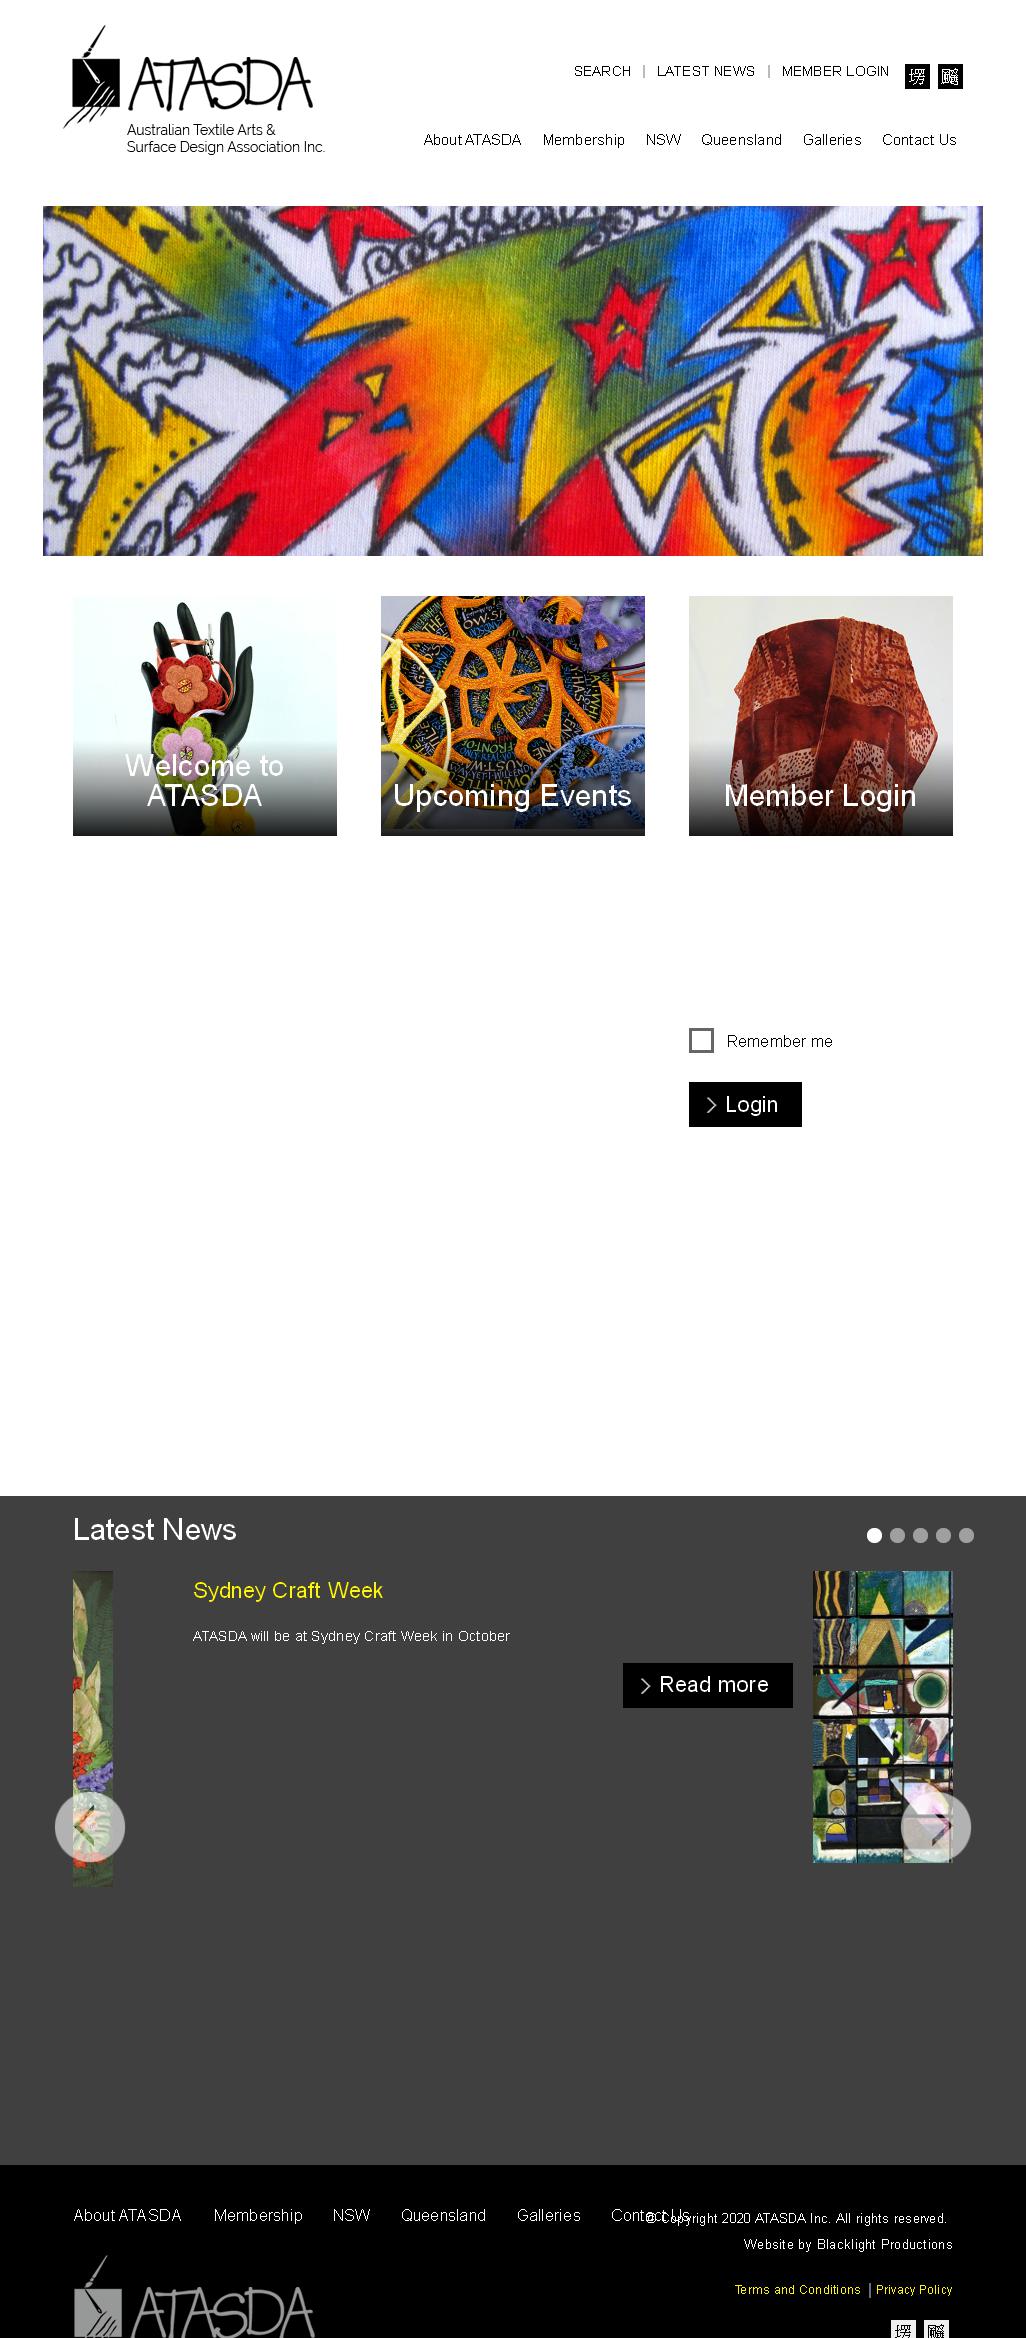 ATASDA
Australian Textile Arts &
Surface Design Association Inc.
SEARCH | LATEST NEWS | MEMBER LOGIN
About ATASDA Membership NSW Queensland Galleries Contact Us
Welcome to
ATASDA
Upcoming Events
Member Login
Remember me
Login
Latest News
Sydney Craft Week
ATASDA will be at Sydney Craft Week in October
Read more
About ATASDA Membership NSW Queensland Galleries Contact Us
© Copyright 2020 ATASDA Inc. All rights reserved.
Website by Blacklight Productions
Terms and Conditions | Privacy Policy
ATASDA